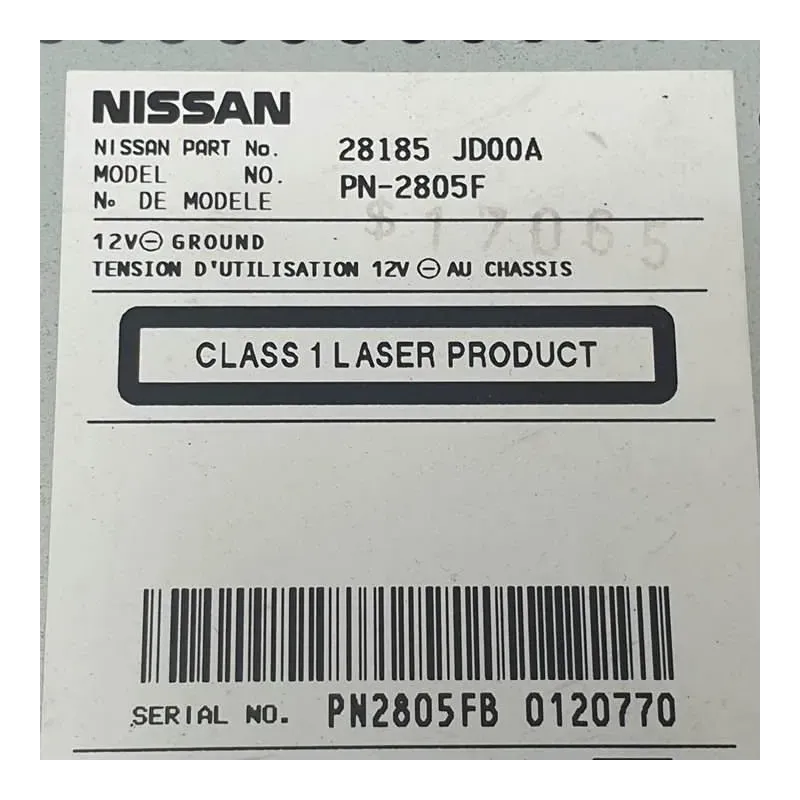 NISSAN
NISSAN PART No. 28185 JD00A
MODEL NO. PN-2805F
No DE MODELE
$17065
12V⊖ GROUND
TENSION D'UTILISATION 12V ⊖ AU CHASSIS
CLASS 1 LASER PRODUCT
SERIAL NO. PN2805FB 0120770